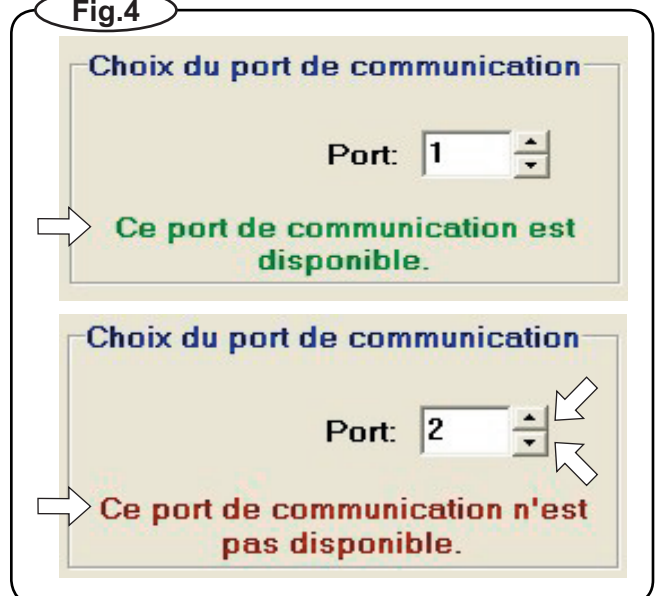 Fig.4
Choix du port de communication
Port: 1
Ce port de communication est
disponible.
Choix du port de communication
Port: 2
Ce port de communication n'est
pas disponible.